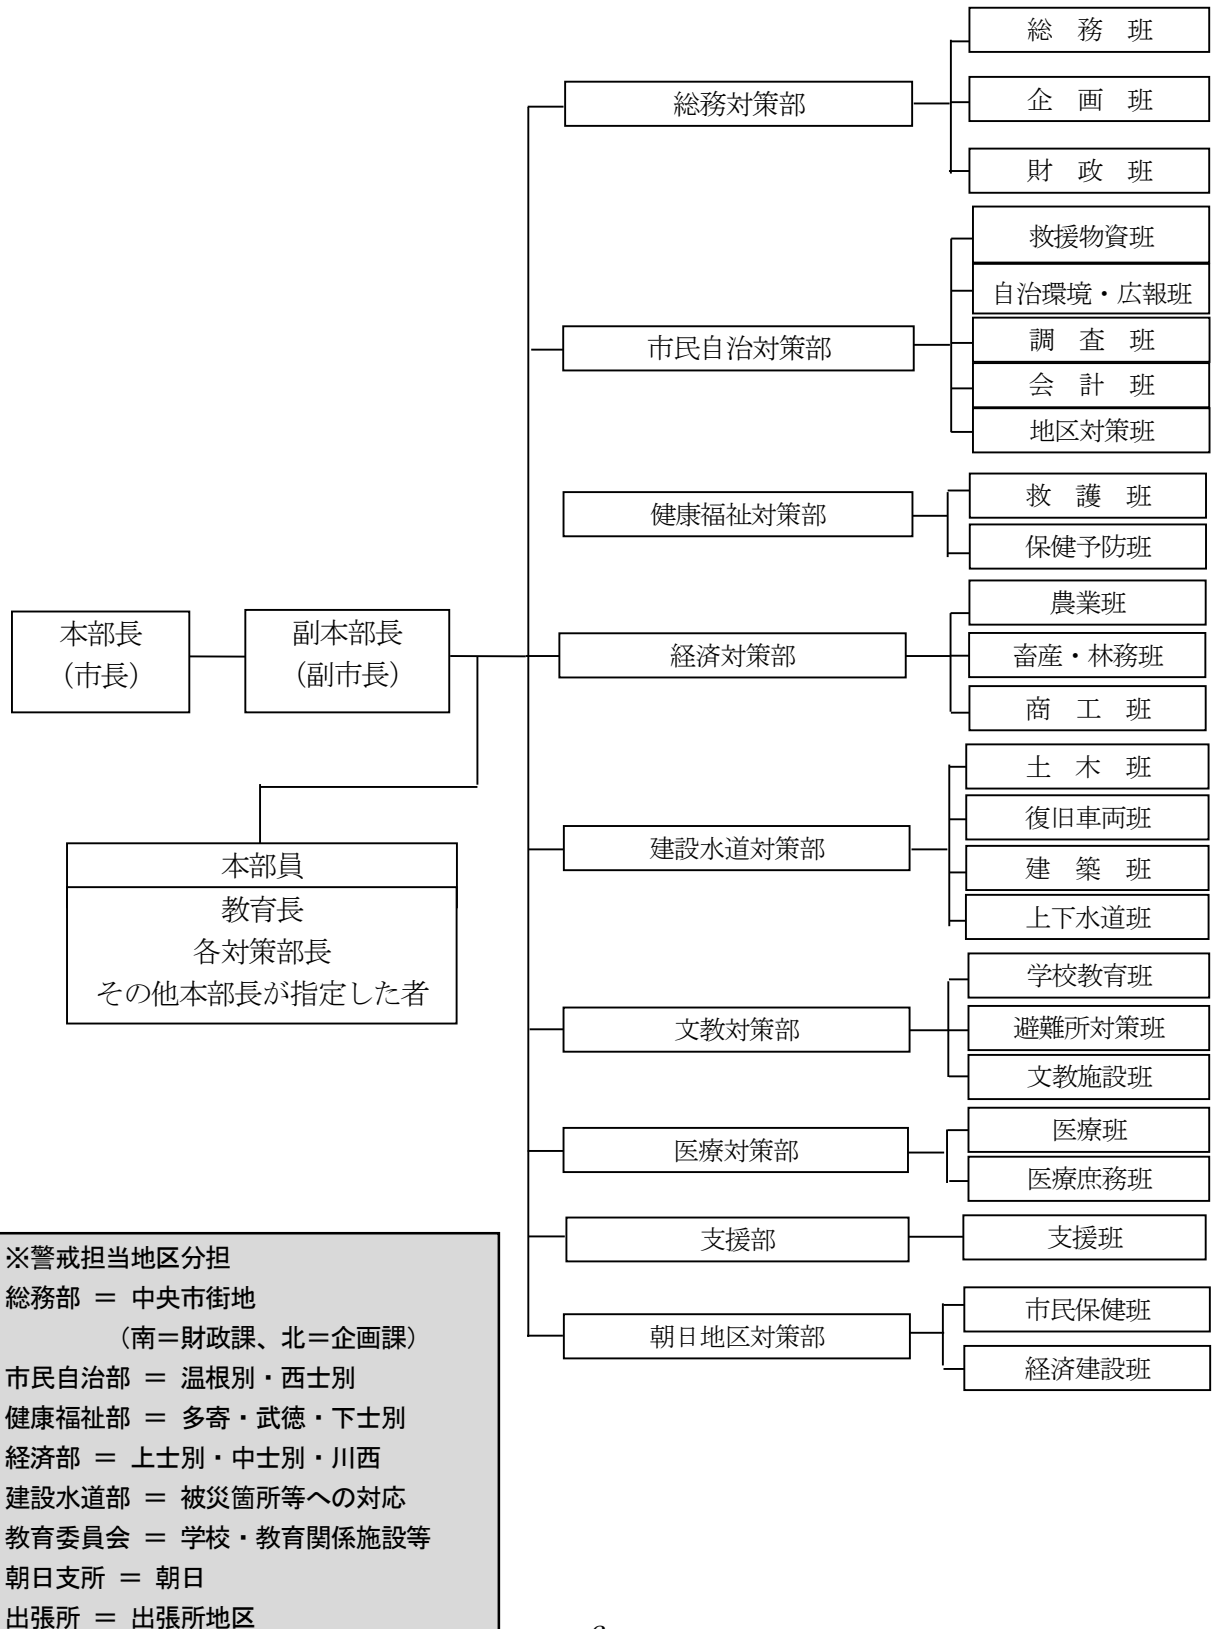 総　務　班
総務対策部
企　画　班
財　政　班
救援物資班
自治環境・広報班
市民自治対策部
調　査　班
会　計　班
地区対策班
健康福祉対策部
救　護　班
保健予防班
農業班
本部長
（市長）
副本部長
（副市長）
経済対策部
畜産・林務班
商　工　班
土　木　班
復旧車両班
建設水道対策部
建　築　班
上下水道班
本部員
教育長
各対策部長
その他本部長が指定した者
学校教育班
文教対策部
避難所対策班
文教施設班
医療班
医療対策部
医療庶務班
支援部
支援班
市民保健班
朝日地区対策部
経済建設班
※警戒担当地区分担
総務部 ＝ 中央市街地
（南＝財政課、北＝企画課）
市民自治部 ＝ 温根別・西士別
健康福祉部 ＝ 多寄・武徳・下士別
経済部 ＝ 上士別・中士別・川西
建設水道部 ＝ 被災箇所等への対応
教育委員会 ＝ 学校・教育関係施設等
朝日支所 ＝ 朝日
出張所 ＝ 出張所地区